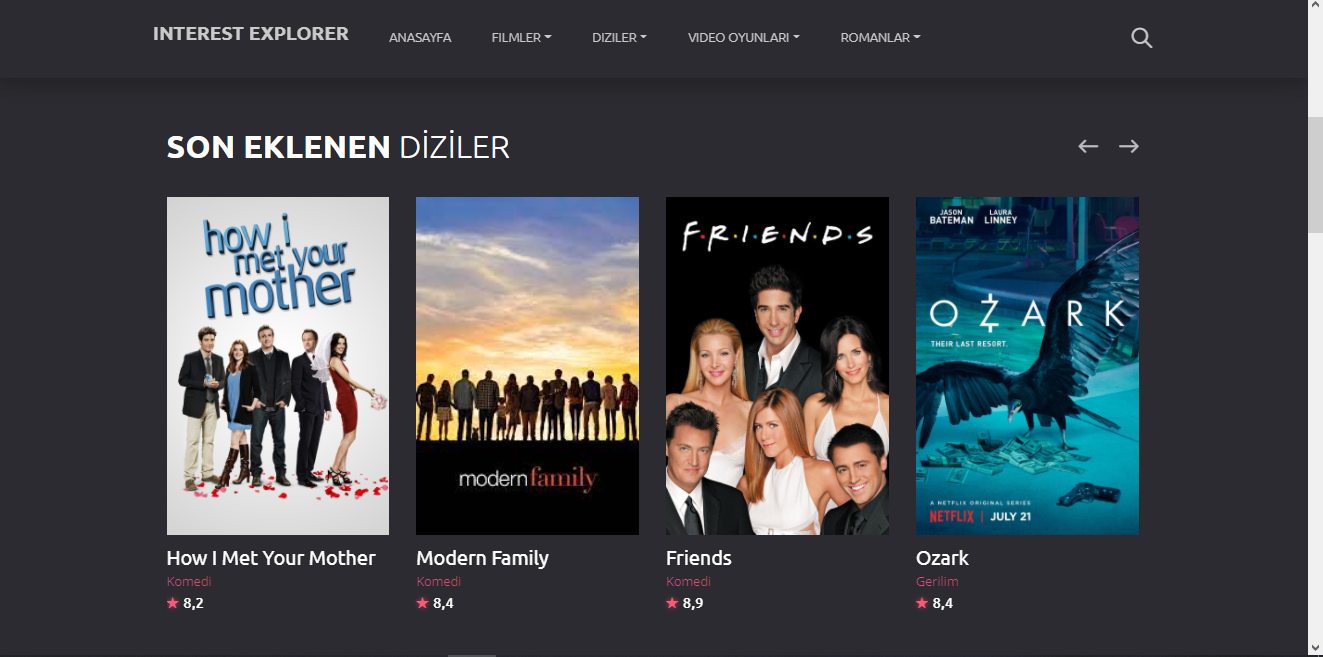 INTEREST EXPLORER
ANASAYFA
FILMLER
DIZILER
VIDEO OYUNLARI
ROMANLAR
SON EKLENEN DİZİLER
how i
met your
mother
modern family
F·R·I·E·N·D·S
JASON
BATEMAN
LAURA
LINNEY
OZARK
THEIR LAST RESORT.
A NETFLIX ORIGINAL SERIES
NETFLIX | JULY 21
How I Met Your Mother
Komedi
8,2
Modern Family
Komedi
8,4
Friends
Komedi
8,9
Ozark
Gerilim
8,4